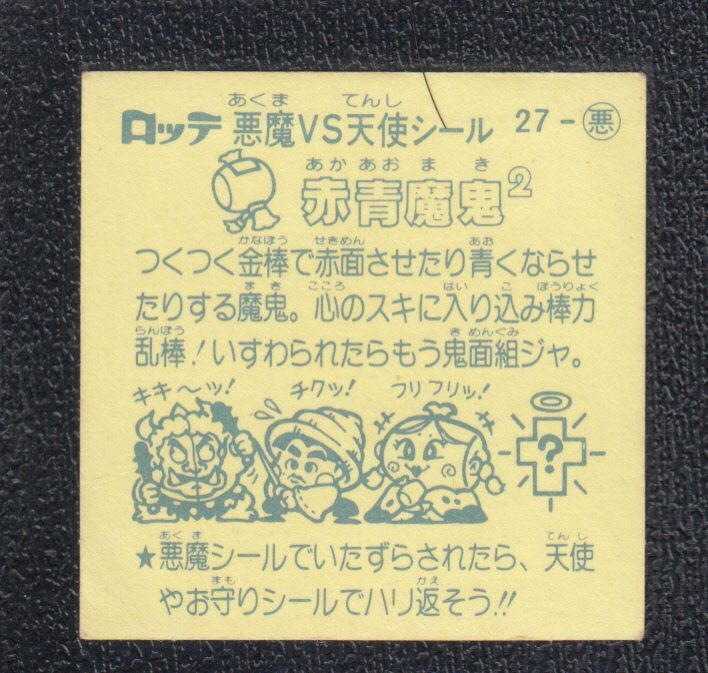 あくま てんし
ロッテ 悪魔VS天使シール 27-悪
あかあおまき
赤青魔鬼2
かなぼう せきめん あお
つくつく金棒で赤面させたり青くならせ
まき こころ はい こ ぼうりょく
たりする魔鬼。心のスキに入り込み棒力
らんぼう きめんぐみ
乱棒!いすわられたらもう鬼面組ジャ。
キキ〜ッ! チクッ! フリフリッ!
?
あくま てんし
★悪魔シールでいたずらされたら、天使
まも かえ
やお守りシールでハリ返そう!!